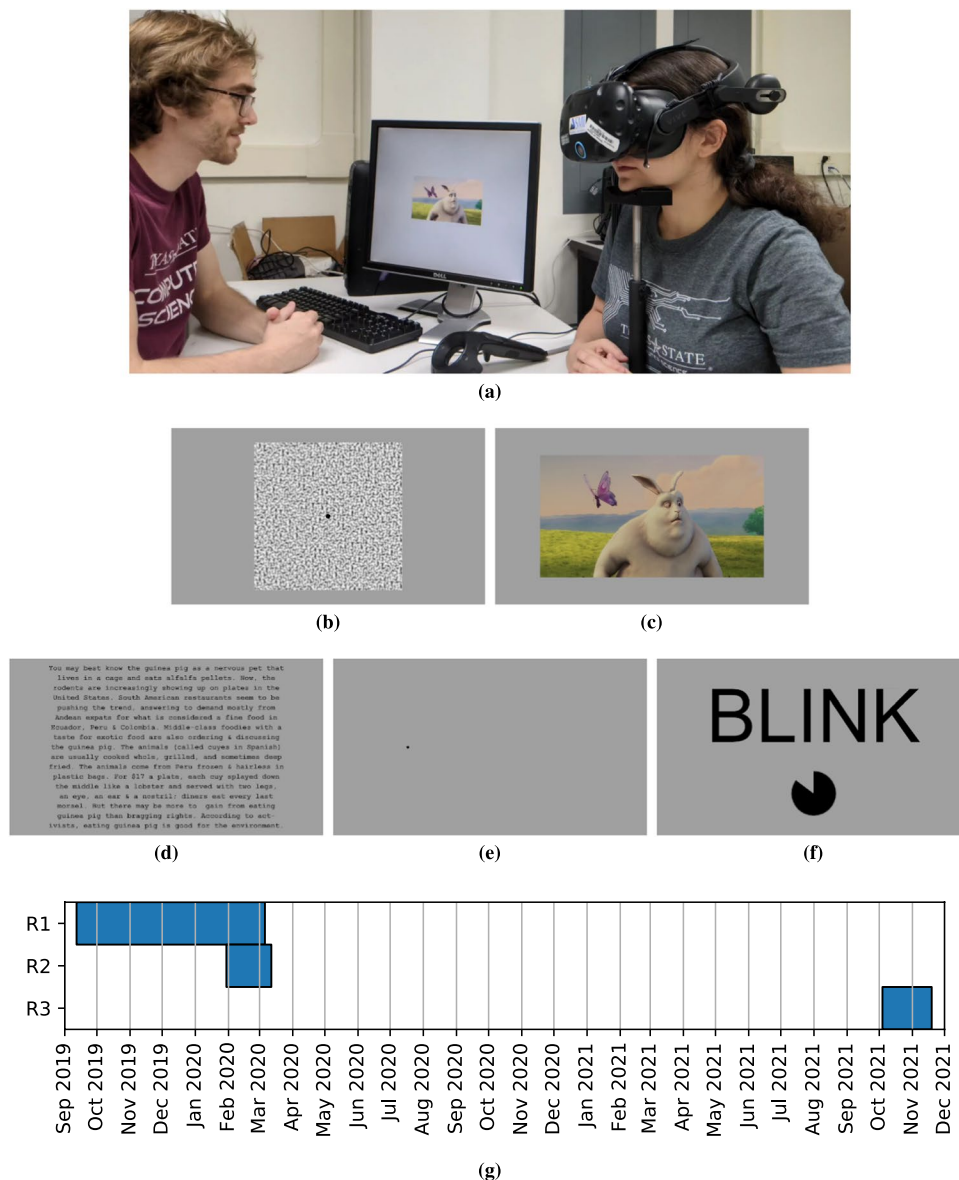 TEXAS STATE
COMPUTE
SCIENC
DELL
STATE
(a)
(b)
(c)
You may best know the guinea pig as a nervous pet that
lives in a cage and eats alfalfa pellets. Now, the
rodents are increasingly showing up on plates in the
United States. South American restaurants seem to be
pushing the trend, answering to demand mostly from
Andean expats for what is considered a fine food in
Ecuador, Peru & Colombia. Middle-class foodies with a
taste for exotic food are also ordering & discussing
the guinea pig. The animals [called cuyes in Spanish]
are usually cooked whole, grilled, and sometimes deep
fried. The animals come from Peru frozen & hairless in
plastic bags. For $17 a plate, each cuy splayed down
the middle like a lobster and served with two legs,
an eye, an ear & a nostril; diners eat every last
morsel. But there may be more to gain from eating
guinea pig than bragging rights. According to act-
ivists, eating guinea pig is good for the environment.
BLINK
(d)
(e)
(f)
R1
R2
R3
Sep 2019
Oct 2019
Nov 2019
Dec 2019
Jan 2020
Feb 2020
Mar 2020
Apr 2020
May 2020
Jun 2020
Jul 2020
Aug 2020
Sep 2020
Oct 2020
Nov 2020
Dec 2020
Jan 2021
Feb 2021
Mar 2021
Apr 2021
May 2021
Jun 2021
Jul 2021
Aug 2021
Sep 2021
Oct 2021
Nov 2021
Dec 2021
(g)